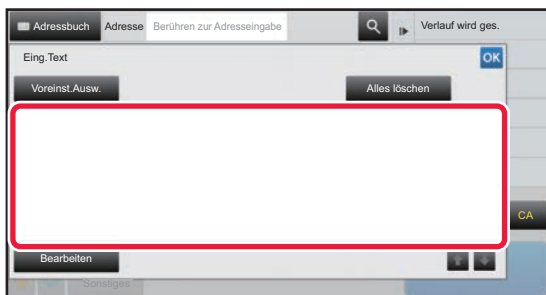 Adressbuch Adresse Berühren zur Adresseingabe Verlauf wird ges.
Eing.Text OK
Voreinst.Ausw. Alles löschen
CA
Bearbeiten
Sonstiges